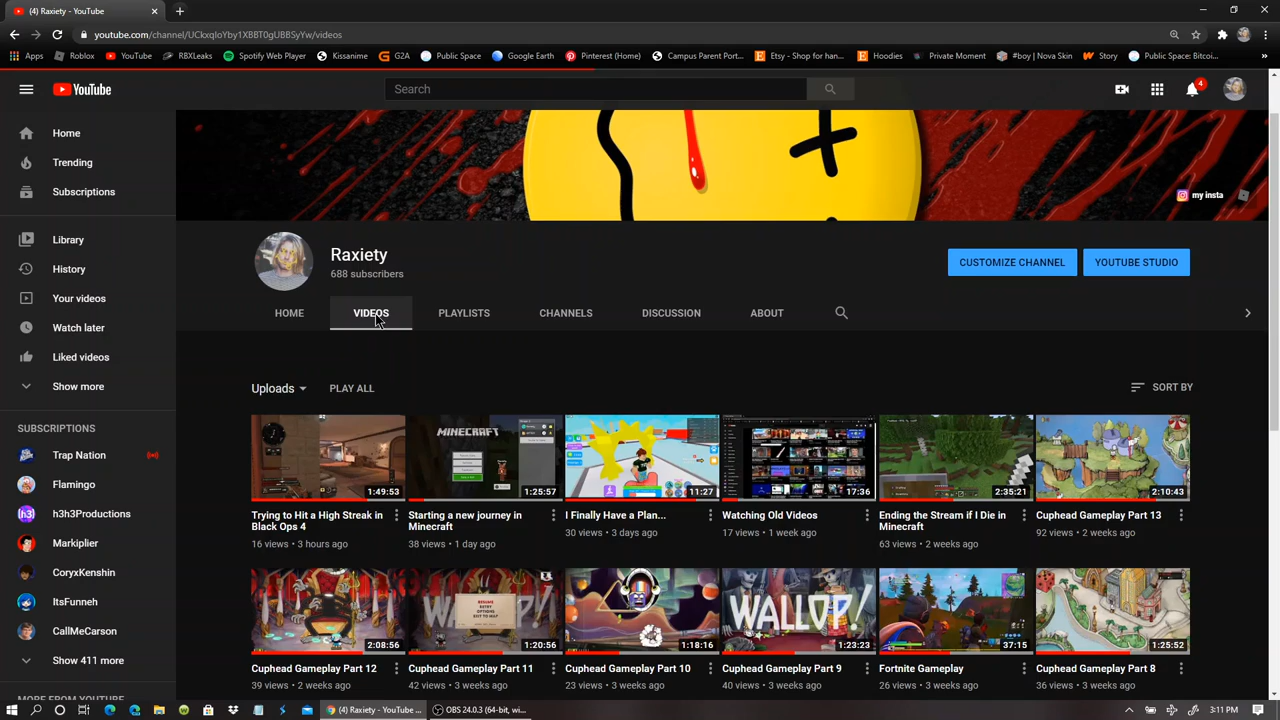 (4) Raxiety - YouTube
youtube.com/channel/UCkxqIoYby1XBBT0gUBBSyYw/videos
Apps Roblox YouTube RBXLeaks Spotify Web Player Kissanime G2A Public Space Google Earth Pinterest (Home) Campus Parent Port... Etsy - Shop for han... Hoodies Private Moment #boy | Nova Skin Story Public Space: Bitcoi...
YouTube
Search
4
Home
Trending
Subscriptions
Library
History
Your videos
Watch later
Liked videos
Show more
SUBSCRIPTIONS
Trap Nation
Flamingo
h3h3Productions
Markiplier
CoryxKenshin
ItsFunneh
CallMeCarson
Show 411 more
MORE FROM YOUTUBE
my insta
Raxiety
688 subscribers
CUSTOMIZE CHANNEL
YOUTUBE STUDIO
HOME VIDEOS PLAYLISTS CHANNELS DISCUSSION ABOUT
Uploads PLAY ALL SORT BY
1:49:53
Trying to Hit a High Streak in
Black Ops 4
16 views • 3 hours ago
MINECRAFT
1:25:57
Starting a new journey in
Minecraft
38 views • 1 day ago
11:27
I Finally Have a Plan...
30 views • 3 days ago
17:36
Watching Old Videos
17 views • 1 week ago
2:35:21
Ending the Stream if I Die in
Minecraft
63 views • 2 weeks ago
2:10:43
Cuphead Gameplay Part 13
92 views • 2 weeks ago
2:08:56
Cuphead Gameplay Part 12
39 views • 2 weeks ago
WALLOP!
RESUME
RETRY
OPTIONS
EXIT TO MAP
1:20:56
Cuphead Gameplay Part 11
42 views • 3 weeks ago
1:18:16
Cuphead Gameplay Part 10
23 views • 3 weeks ago
WALLOP!
1:23:23
Cuphead Gameplay Part 9
40 views • 3 weeks ago
37:15
Fortnite Gameplay
26 views • 3 weeks ago
1:25:52
Cuphead Gameplay Part 8
36 views • 3 weeks ago
(4) Raxiety - YouTube ...
OBS 24.0.3 (64-bit, wi...
3:11 PM